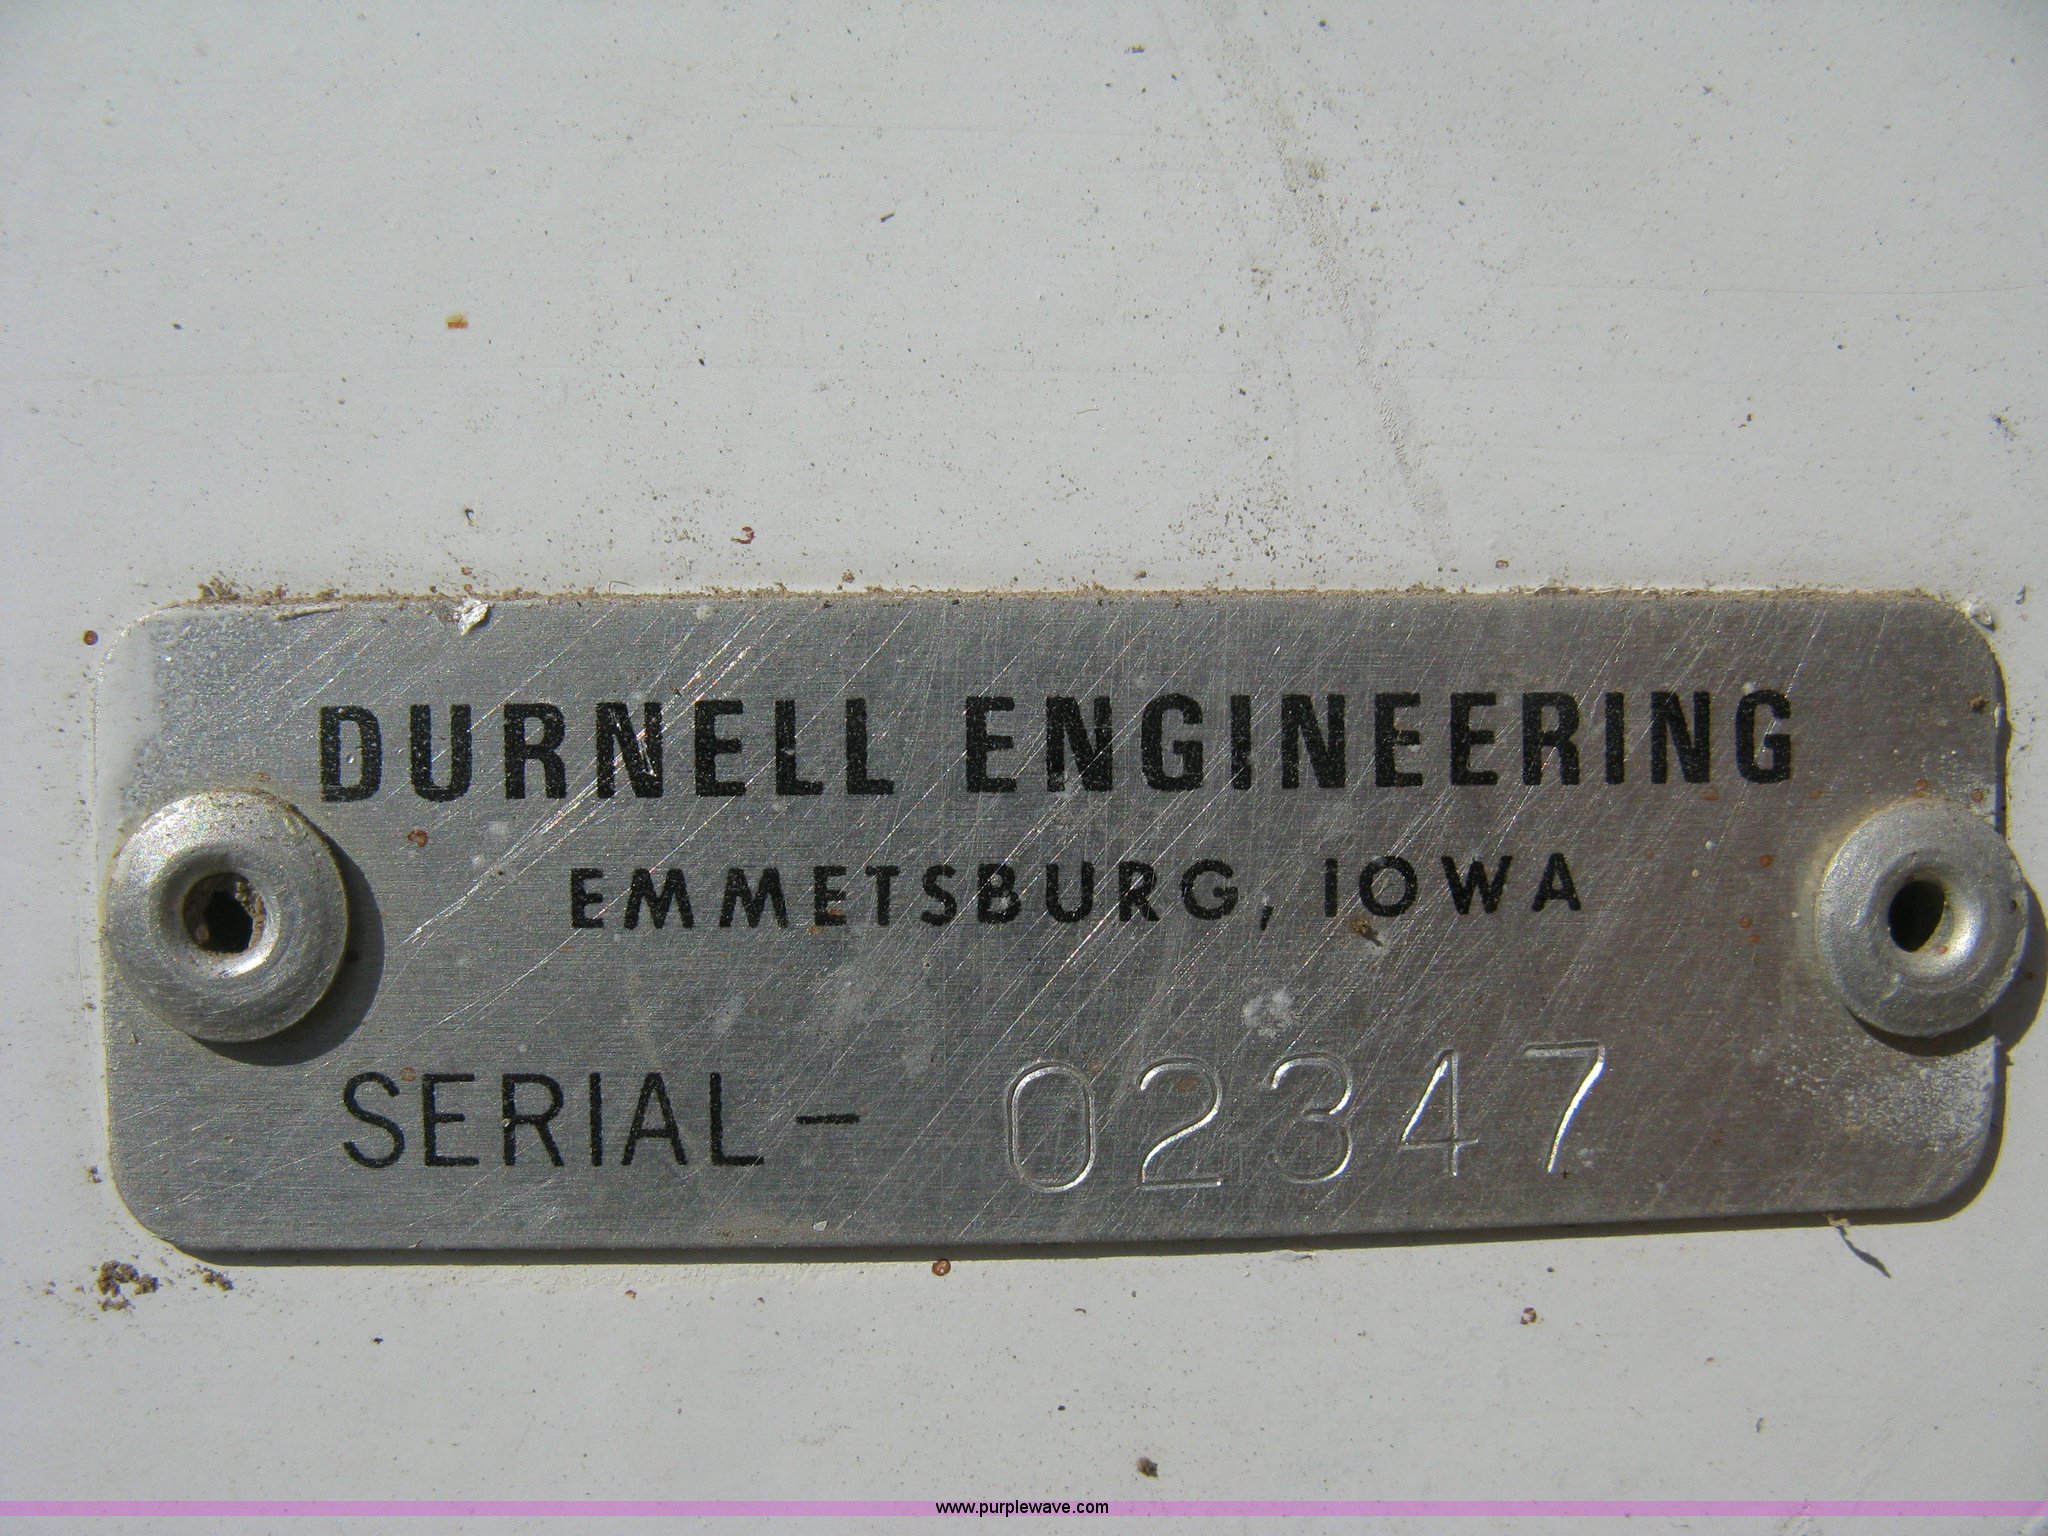 DURNELL ENGINEERING
EMMETSBURG, IOWA
SERIAL- 02347
www.purplewave.com